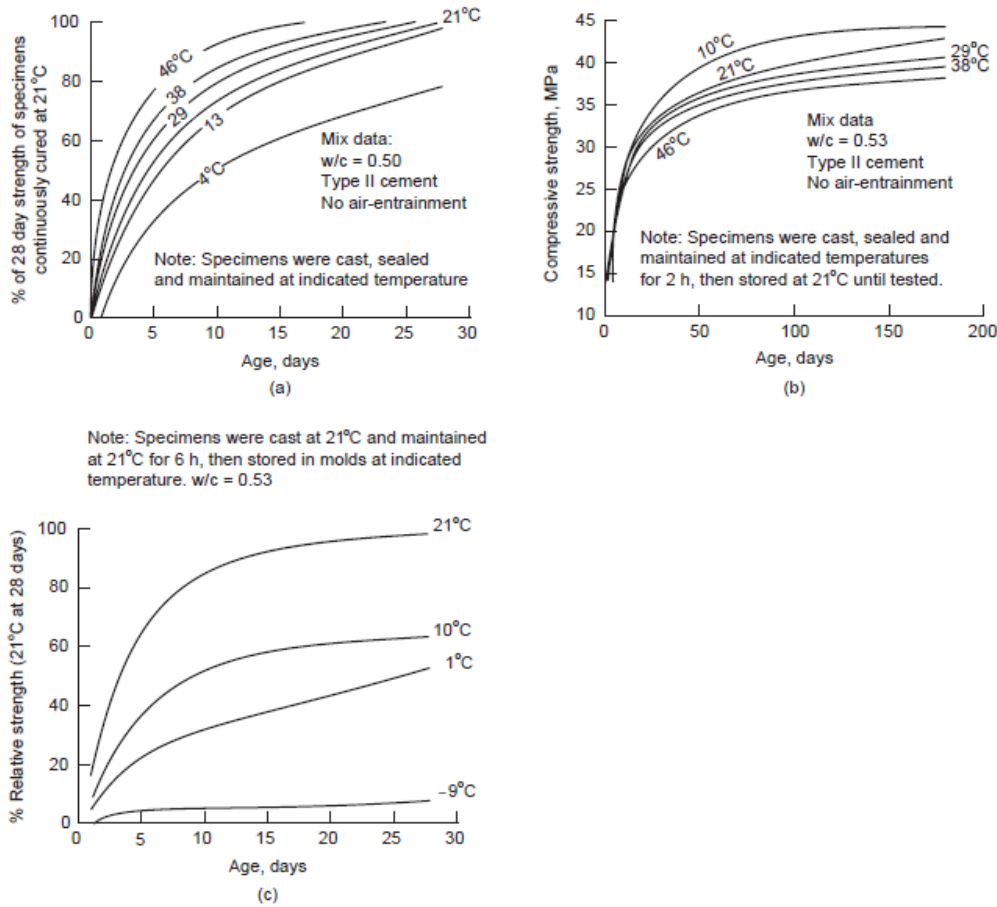 100
80
60
40
20
0
% of 28 day strength of specimens
continuously cured at 21°C
46°C
38
29
13
4°C
21°C
Mix data:
w/c = 0.50
Type II cement
No air-entrainment
Note: Specimens were cast, sealed
and maintained at indicated temperature
0 5 10 15 20 25 30
Age, days
(a)
45
40
35
30
25
20
15
10
Compressive strength, MPa
10°C
21°C
29°C
38°C
46°C
Mix data
w/c = 0.53
Type II cement
No air-entrainment
Note: Specimens were cast, sealed and
maintained at indicated temperatures
for 2 h, then stored at 21°C until tested.
0 50 100 150 200
Age, days
(b)
Note: Specimens were cast at 21°C and maintained
at 21°C for 6 h, then stored in molds at indicated
temperature. w/c = 0.53
100
80
60
40
20
0
% Relative strength (21°C at 28 days)
21°C
10°C
1°C
–9°C
0 5 10 15 20 25 30
Age, days
(c)